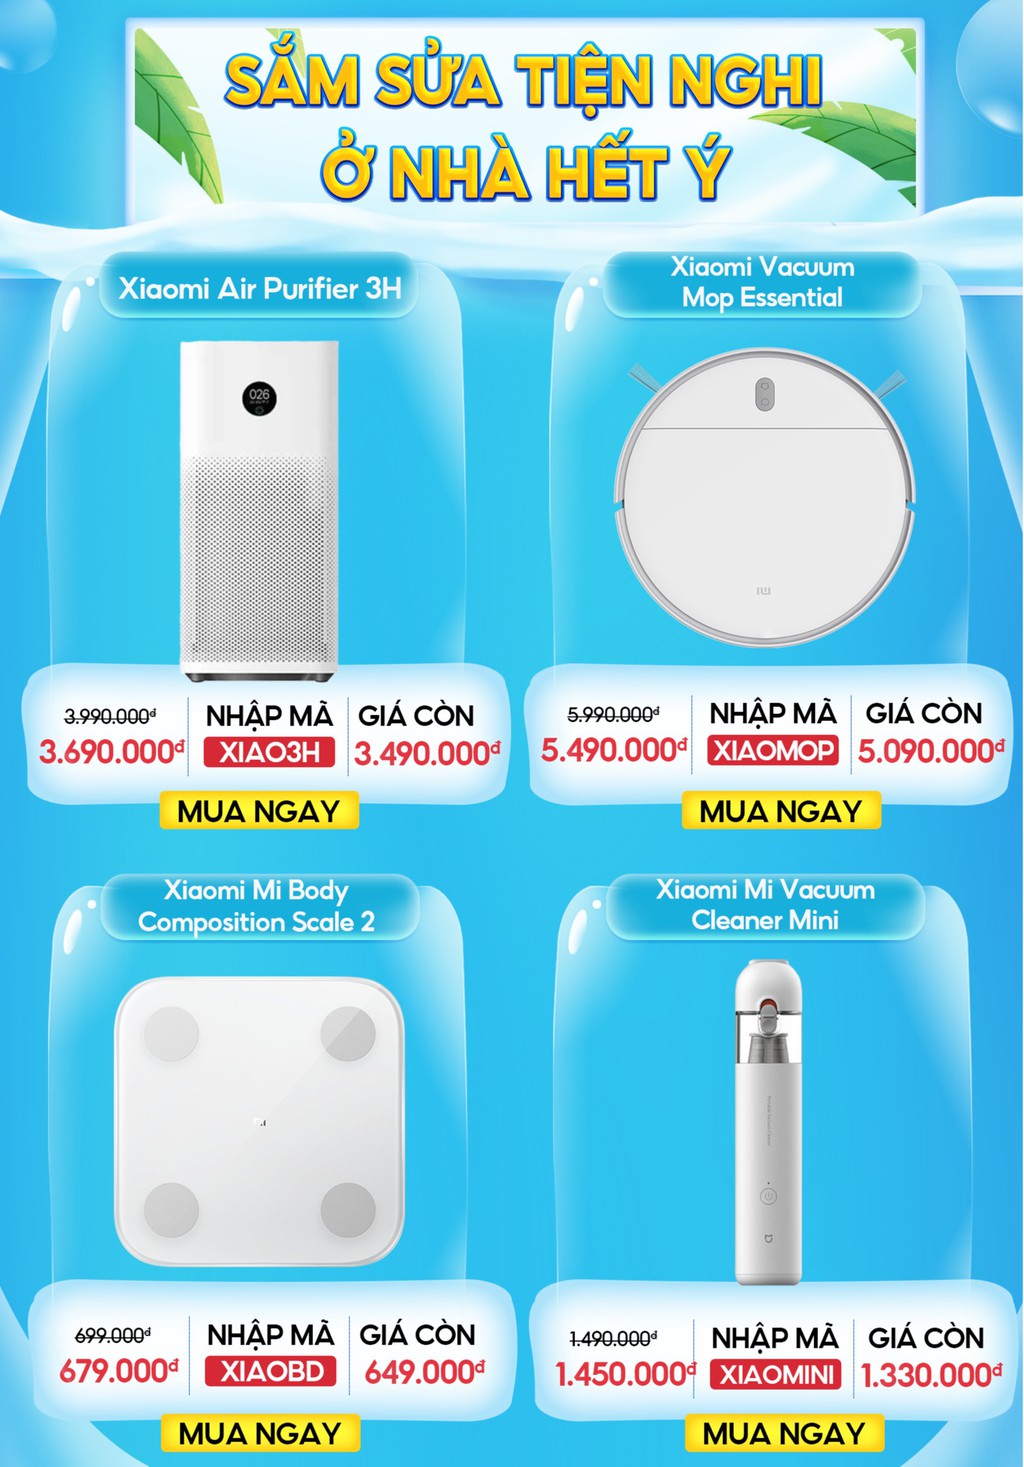 SẮM SỬA TIỆN NGHI
Ở NHÀ HẾT Ý
Xiaomi Air Purifier 3H
026
3.990.000đ
3.690.000đ
NHẬP MÃ
XIAO3H
GIÁ CÒN
3.490.000đ
MUA NGAY
Xiaomi Vacuum
Mop Essential
5.990.000đ
5.490.000đ
NHẬP MÃ
XIAOMOP
GIÁ CÒN
5.090.000đ
MUA NGAY
Xiaomi Mi Body
Composition Scale 2
699.000đ
679.000đ
NHẬP MÃ
XIAOBD
GIÁ CÒN
649.000đ
MUA NGAY
Xiaomi Mi Vacuum
Cleaner Mini
1.490.000đ
1.450.000đ
NHẬP MÃ
XIAOMINI
GIÁ CÒN
1.330.000đ
MUA NGAY